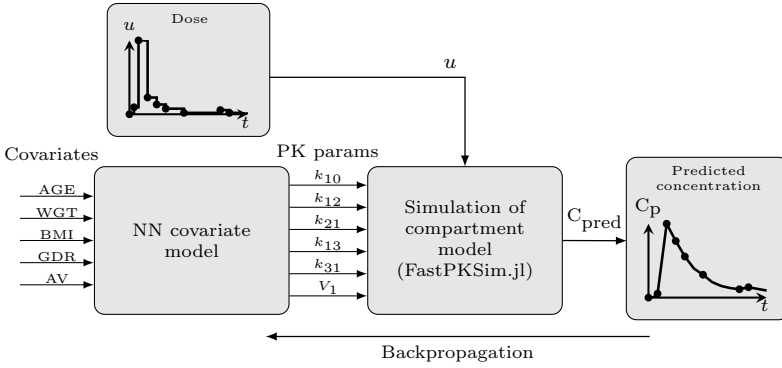 Dose
u
t
u
Covariates
PK params
AGE
WGT
BMI
GDR
AV
NN covariate
model
k10
k12
k21
k13
k31
V1
Simulation of
compartment
model
(FastPKSim.jl)
Cpred
Predicted
concentration
Cp
t
Backpropagation